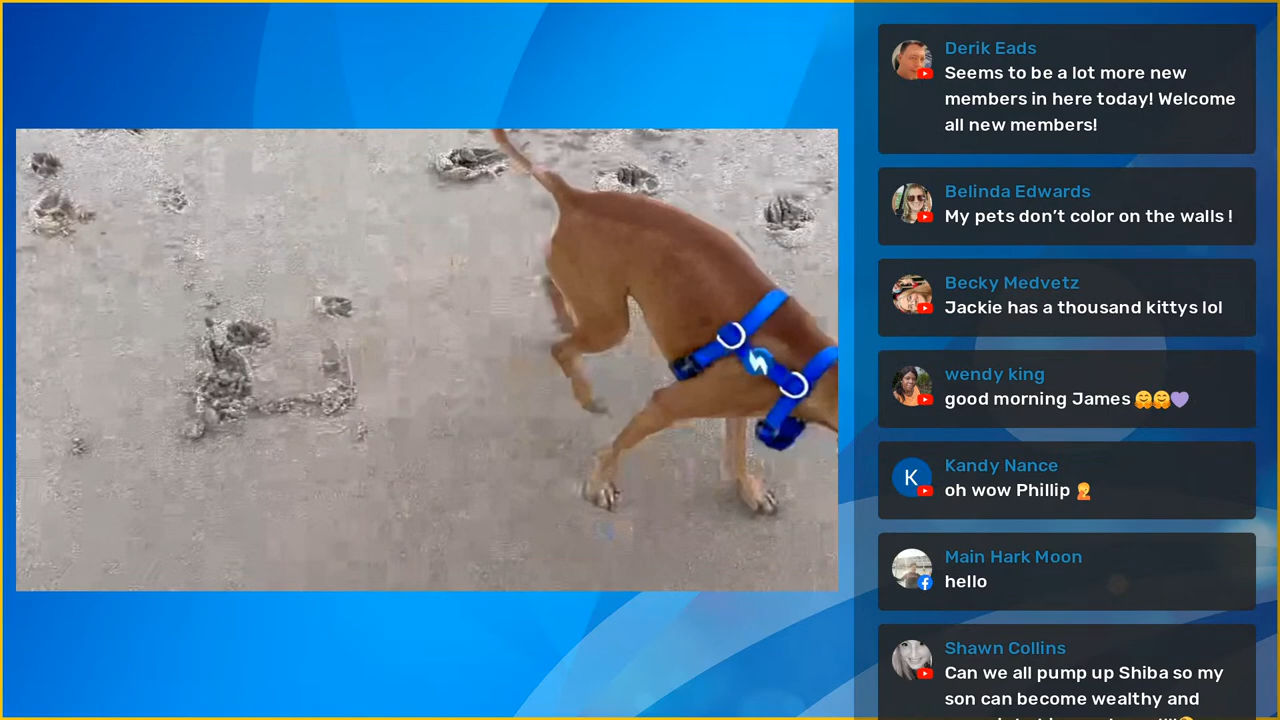 Derik Eads
Seems to be a lot more new
members in here today! Welcome
all new members!
Belinda Edwards
My pets don’t color on the walls !
Becky Medvetz
Jackie has a thousand kittys lol
wendy king
good morning James 🤗🤗💜
K
Kandy Nance
oh wow Phillip 🤦
Main Hark Moon
hello
Shawn Collins
Can we all pump up Shiba so my
son can become wealthy and